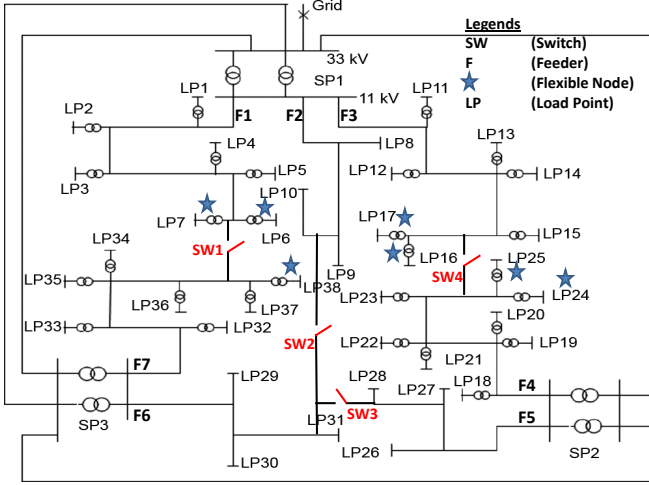 Grid
Legends
SW (Switch)
F (Feeder)
(Flexible Node)
LP (Load Point)
33 kV
SP1
11 kV
LP1
F1
F2
F3
LP11
LP2
LP4
LP8
LP13
LP3
LP5
LP12
LP14
LP10
LP7
LP6
LP17
LP15
LP34
SW1
LP9
LP16
SW4
LP25
LP35
LP36
LP37
LP38
LP23
LP24
LP20
LP33
LP32
SW2
LP22
LP19
LP21
F7
LP29
LP28
LP27
LP18
F4
SP3
F6
LP31
SW3
F5
LP30
LP26
SP2